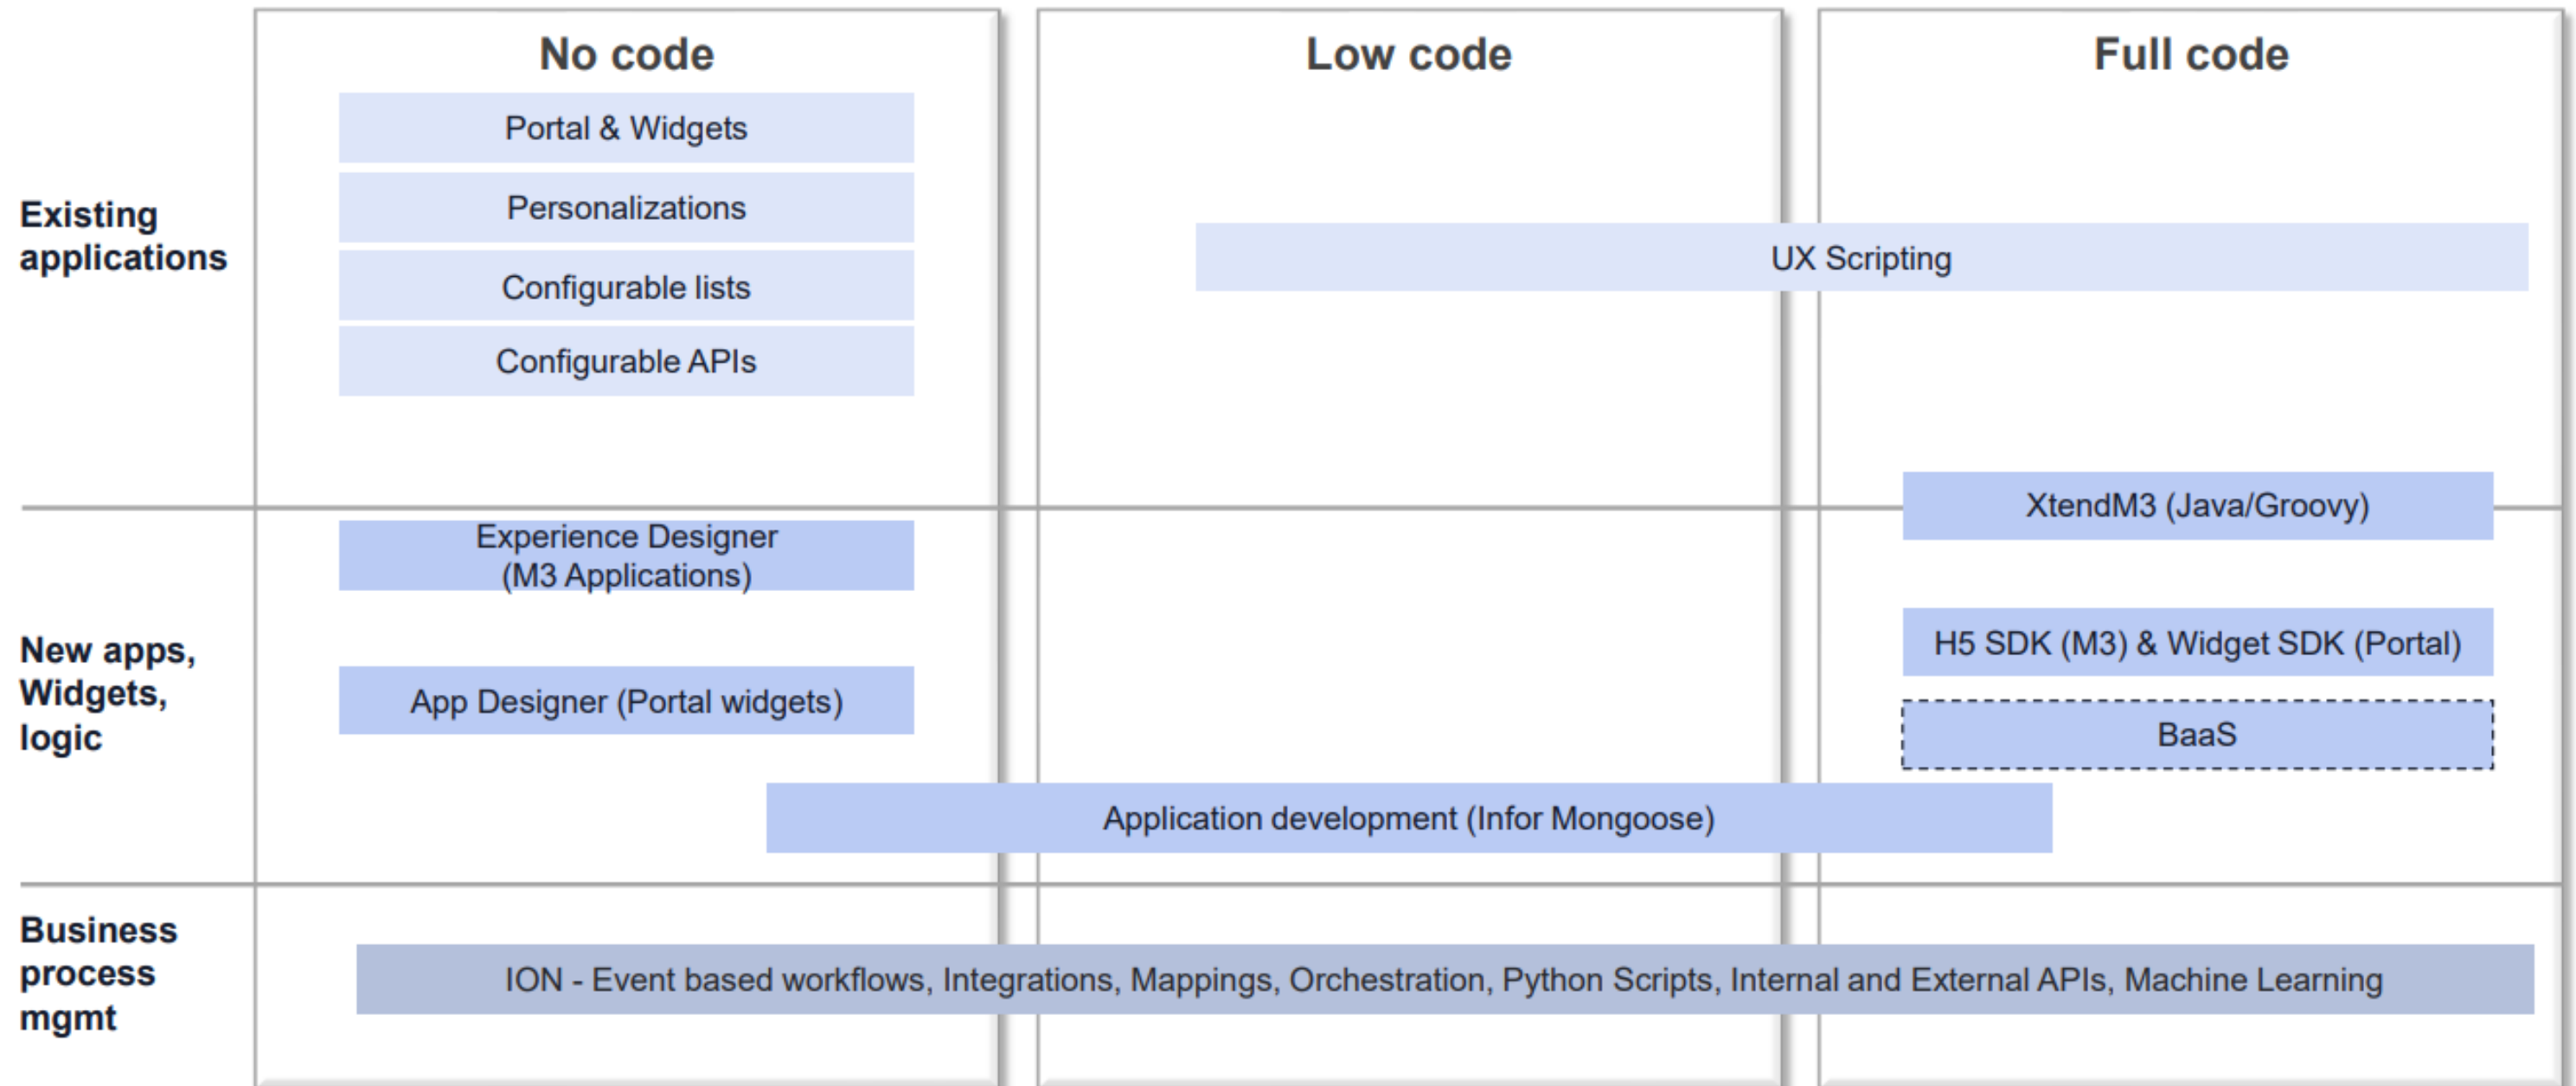 No code
Low code
Full code
Existing
applications
Portal & Widgets
Personalizations
Configurable lists
Configurable APIs
UX Scripting
XtendM3 (Java/Groovy)
New apps,
Widgets,
logic
Experience Designer
(M3 Applications)
App Designer (Portal widgets)
H5 SDK (M3) & Widget SDK (Portal)
BaaS
Application development (Infor Mongoose)
Business
process
mgmt
ION - Event based workflows, Integrations, Mappings, Orchestration, Python Scripts, Internal and External APIs, Machine Learning